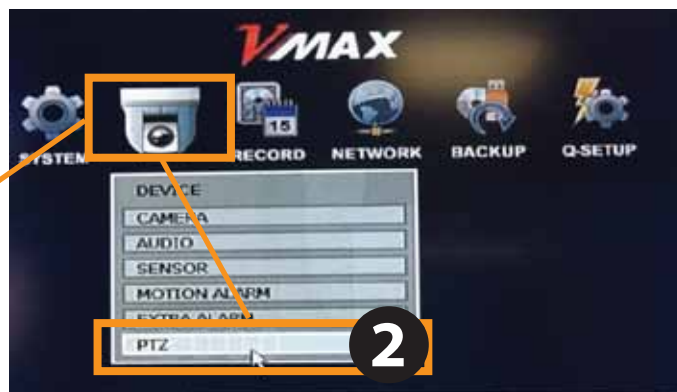 VMAX
SYSTEM
RECORD
NETWORK
BACKUP
Q-SETUP
15
DEVICE
CAMERA
AUDIO
SENSOR
MOTION ALARM
EXTRA ALARM
PTZ
2